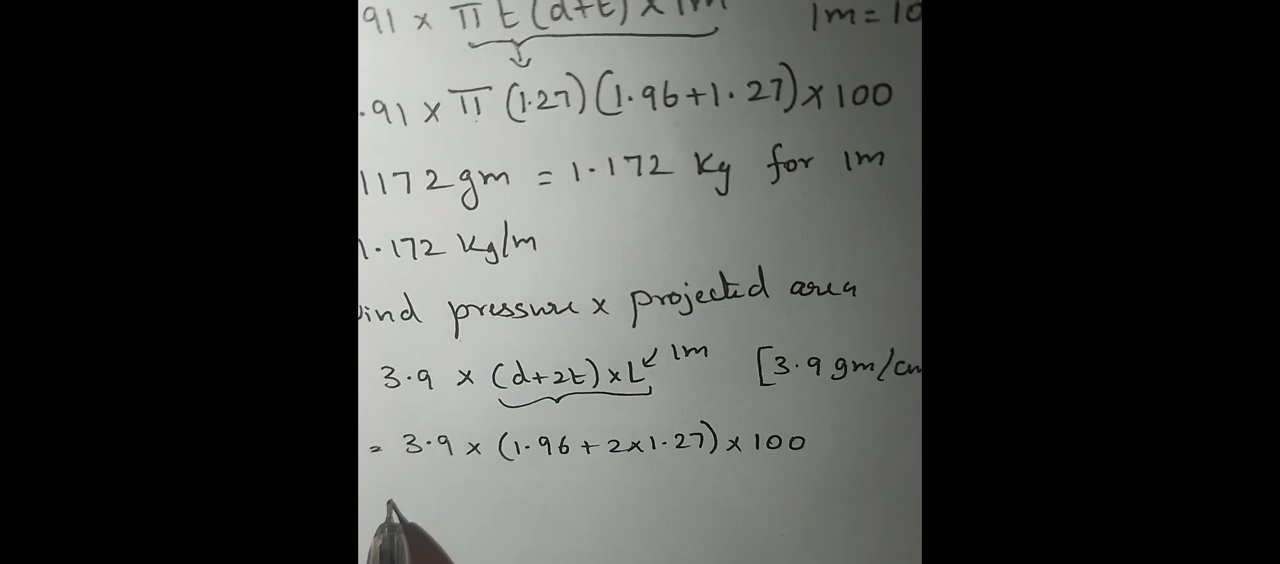 91 × π t (d+t) × 1m 1m = 10
.91 × π (1.27) (1.96+1.27) × 100
1172 gm = 1.172 Kg for 1m
1.172 Kg/m
ind pressure × projected area
3.9 × (d+2t) × L 1m [3.9 gm/cm
= 3.9 × (1.96 + 2×1.27) × 100